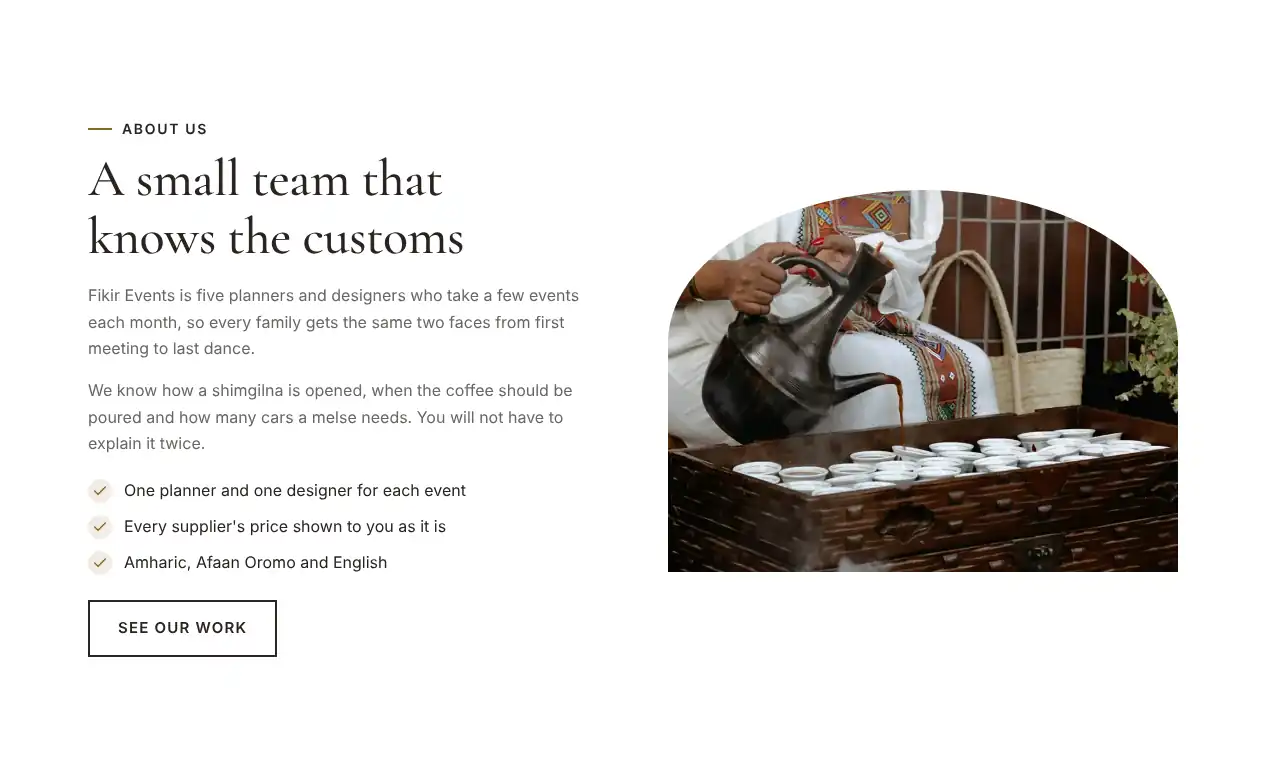 ABOUT US
A small team that
knows the customs
Fikir Events is five planners and designers who take a few events
each month, so every family gets the same two faces from first
meeting to last dance.
We know how a shimgilna is opened, when the coffee should be
poured and how many cars a melse needs. You will not have to
explain it twice.
One planner and one designer for each event
Every supplier's price shown to you as it is
Amharic, Afaan Oromo and English
SEE OUR WORK